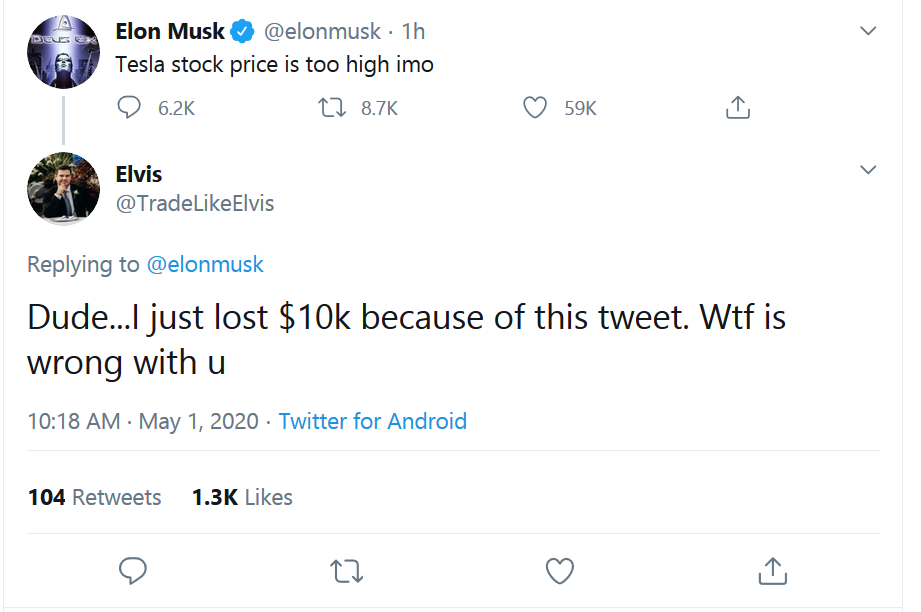 Elon Musk @elonmusk · 1h
Tesla stock price is too high imo
6.2K 8.7K 59K
Elvis
@TradeLikeElvis
Replying to @elonmusk
Dude...I just lost $10k because of this tweet. Wtf is
wrong with u
10:18 AM · May 1, 2020 · Twitter for Android
104 Retweets 1.3K Likes